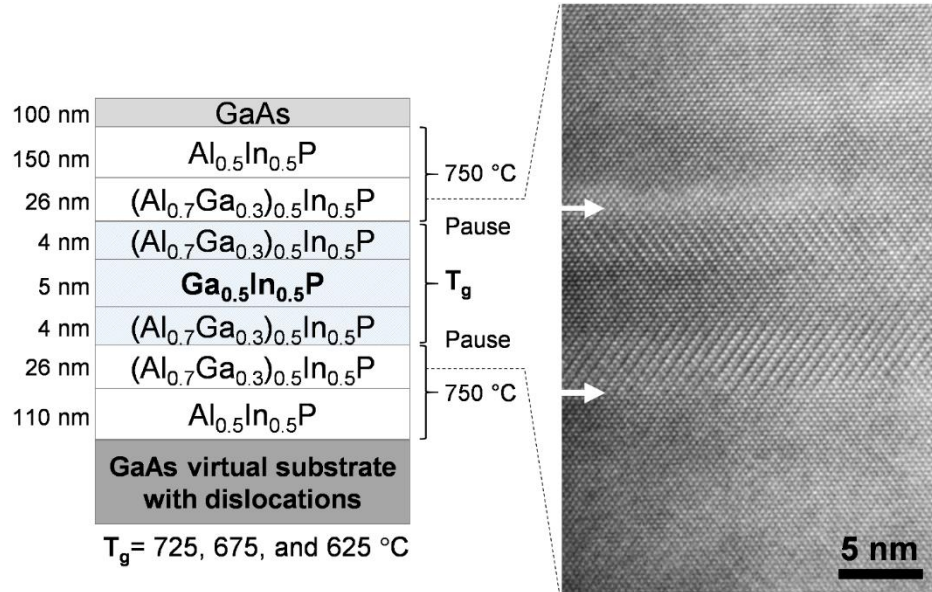 100 nm GaAs
150 nm Al0.5In0.5P
750 °C
26 nm (Al0.7Ga0.3)0.5In0.5P
Pause
4 nm (Al0.7Ga0.3)0.5In0.5P
5 nm Ga0.5In0.5P Tg
4 nm (Al0.7Ga0.3)0.5In0.5P
Pause
26 nm (Al0.7Ga0.3)0.5In0.5P
750 °C
110 nm Al0.5In0.5P
GaAs virtual substrate
with dislocations
Tg= 725, 675, and 625 °C
5 nm